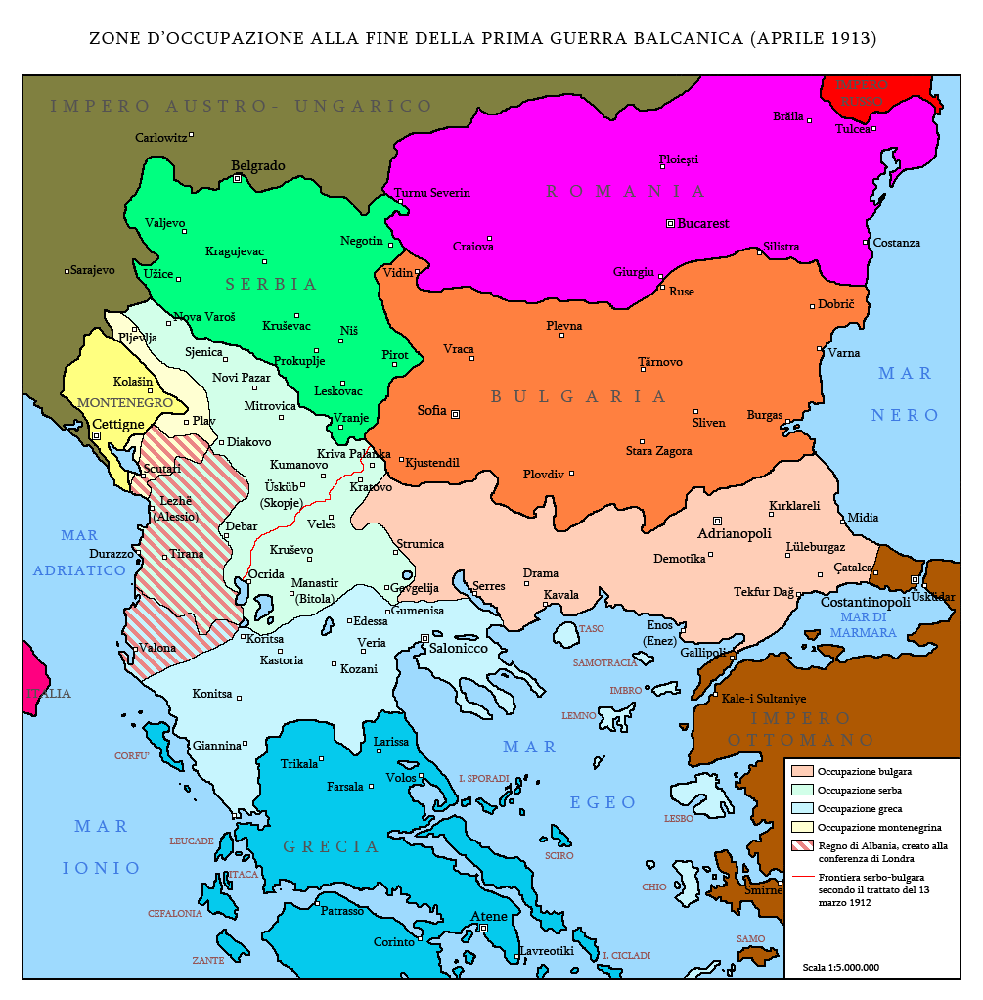 ZONE D'OCCUPAZIONE ALLA FINE DELLA PRIMA GUERRA BALCANICA (APRILE 1913)
IMPERO AUSTRO- UNGARICO
IMPERO
RUSSO
Brăila
Tulcea
Carlowitz
Belgrado
Ploieşti
Turnu Severin
ROMANIA
Valjevo
Bucarest
Negotin
Craiova
Costanza
Kragujevac
Silistra
Sarajevo
Užice
Vidin
Giurgiu
SERBIA
Ruse
Dobrič
Nova Varoš
Kruševac
Niš
Plevna
Pljevlja
Sjenica
Prokuplje
Pirot
Vraca
Varna
Tărnovo
MAR
NERO
Kolašin
Novi Pazar
Leskovac
BULGARIA
MONTENEGRO
Mitrovica
Sofia
Cettigne
Plav
Vranje
Sliven
Burgas
Diakovo
Kriva Palanka
Stara Zagora
Scutari
Kumanovo
Kjustendil
Plovdiv
Üsküb
(Skopje)
Kratovo
Lezhë
(Alessio)
Kırklareli
Veles
Midia
Debar
Adrianopoli
MAR
ADRIATICO
Durazzo
Tirana
Kruševo
Strumica
Demotika
Lüleburgaz
Ocrida
Drama
Çatalca
Manastir
(Bitola)
Gevgelija
Serres
Kavala
Tekfur Dağ
Üsküdar
Costantinopoli
Gumenisa
Edessa
TASO
Enos
(Enez)
MAR DI
MARMARA
Valona
Koritsa
Veria
Salonicco
Gallipoli
Kastoria
Kozani
SAMOTRACIA
Konitsa
IMBRO
ITALIA
Kale-i Sultaniye
LEMNO
IMPERO
OTTOMANO
Giannina
Larissa
MAR
EGEO
CORFU'
Trikala
Volos
I. SPORADI
Farsala
LESBO
MAR
IONIO
LEUCADE
GRECIA
SCIRO
ITACA
CHIO
Smirne
CEFALONIA
Patrasso
Atene
Corinto
SAMO
ZANTE
Lavreotiki
I. CICLADI
Occupazione bulgara
Occupazione serba
Occupazione greca
Occupazione montenegrina
Regno di Albania, creato alla
conferenza di Londra
Frontiera serbo-bulgara
secondo il trattato del 13
marzo 1912
Scala 1:5.000.000